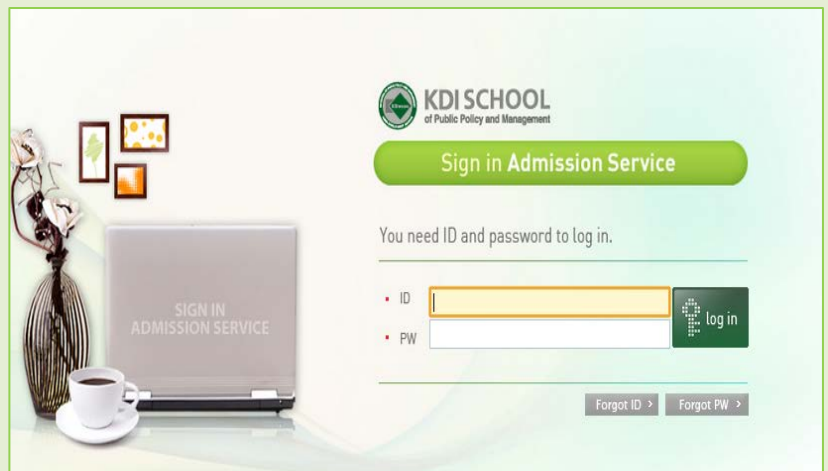 KDI SCHOOL
of Public Policy and Management
Sign in Admission Service
You need ID and password to log in.
SIGN IN
ADMISSION SERVICE
ID
log in
PW
Forgot ID >
Forgot PW >